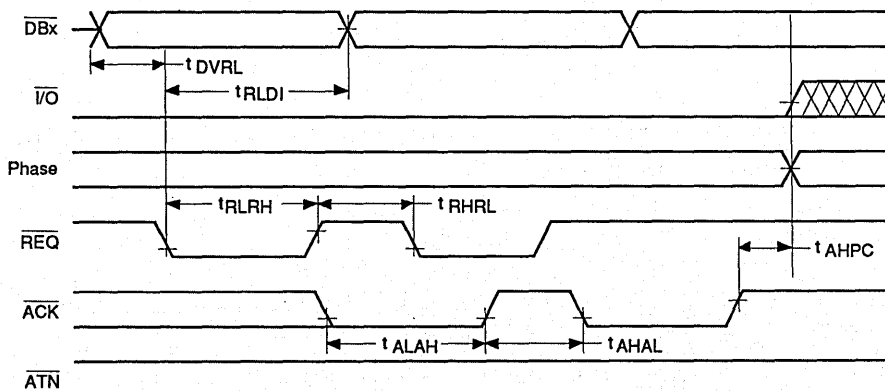 DBx
t DVRL
t RLDI
I/O
Phase
t RLRH
t RHRL
REQ
t AHPC
ACK
t ALAH
t AHAL
ATN